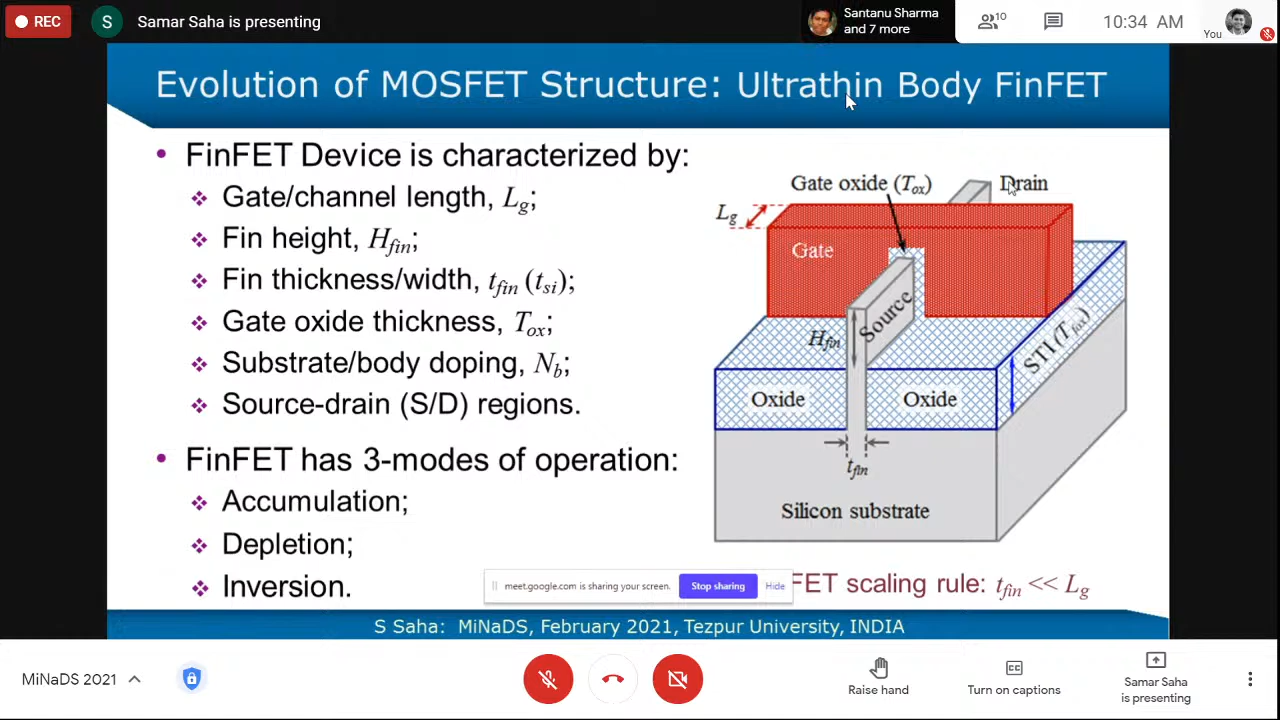 REC
S
Samar Saha is presenting
Santanu Sharma
and 7 more
10
10:34 AM
You
Evolution of MOSFET Structure: Ultrathin Body FinFET
• FinFET Device is characterized by:
❖ Gate/channel length, Lg;
❖ Fin height, Hfin;
❖ Fin thickness/width, tfin (tsi);
❖ Gate oxide thickness, Tox;
❖ Substrate/body doping, Nb;
❖ Source-drain (S/D) regions.
• FinFET has 3-modes of operation:
❖ Accumulation;
❖ Depletion;
❖ Inversion.
Gate oxide (Tox)
Drain
Lg
Gate
Source
Hfin
STI (Tfox)
Oxide
Oxide
tfin
Silicon substrate
meet.google.com is sharing your screen.
Stop sharing
Hide
FET scaling rule: tfin << Lg
S Saha: MiNaDS, February 2021, Tezpur University, INDIA
MiNaDS 2021
Raise hand
CC
Turn on captions
Samar Saha
is presenting